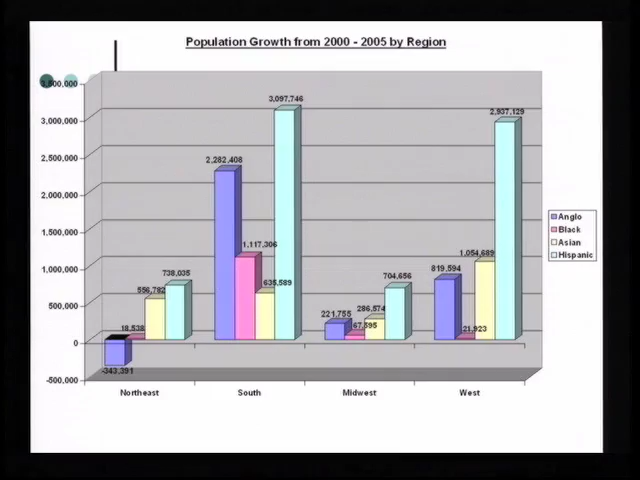 Population Growth from 2000 - 2005 by Region
3,500,000
3,000,000
2,500,000
2,000,000
1,500,000
1,000,000
500,000
0
-500,000
-343,391
18,538
556,782
738,035
2,282,408
1,117,306
635,589
3,097,746
221,755
67,595
286,574
704,656
819,594
21,923
1,054,689
2,937,129
Northeast
South
Midwest
West
Anglo
Black
Asian
Hispanic